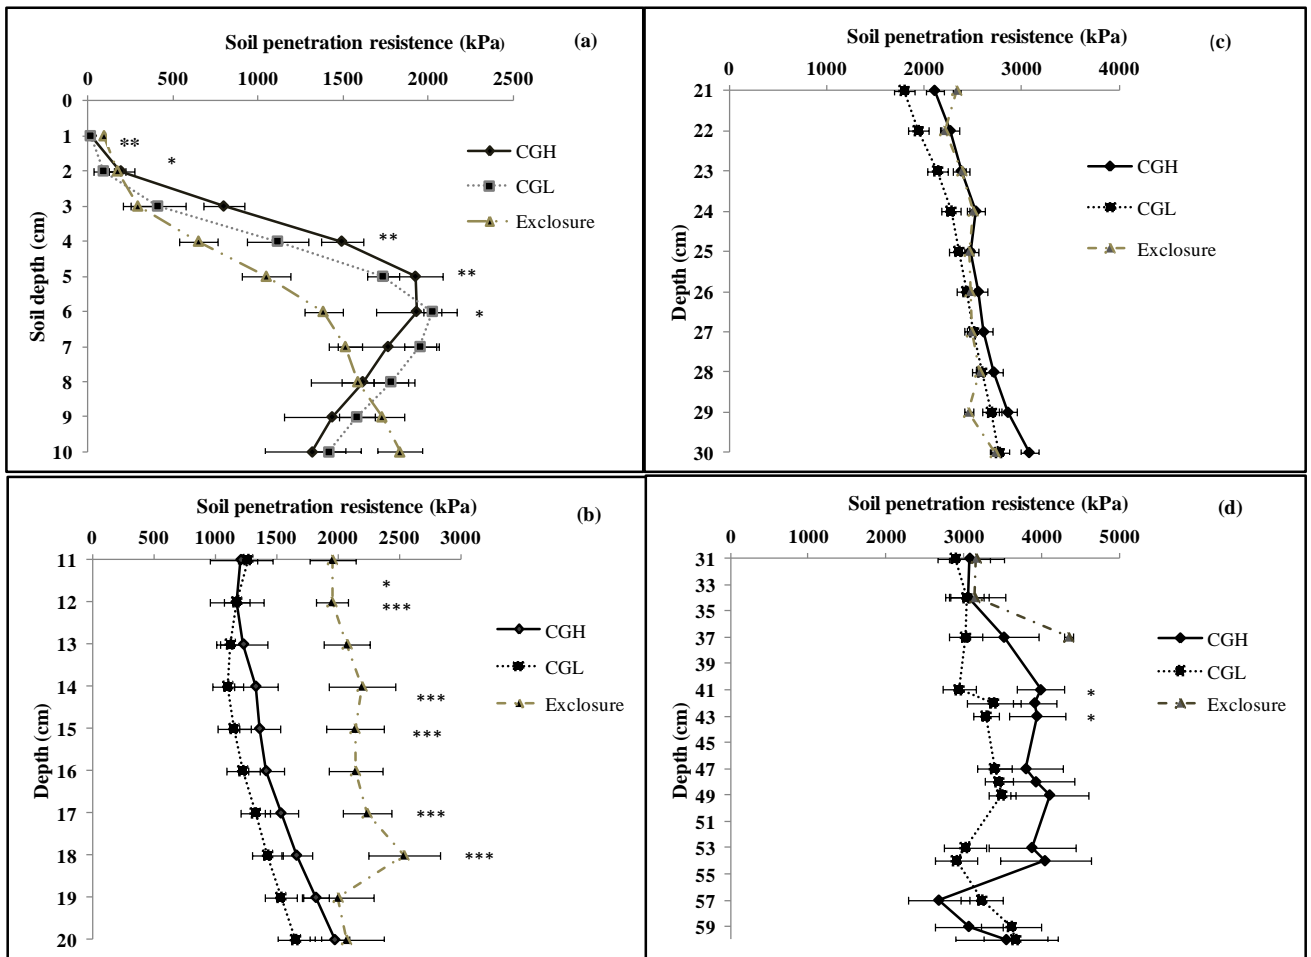 Soil penetration resistence (kPa)
(a)
0 500 1000 1500 2000 2500
0
1
2
3
4
5
6
7
8
9
10
Soil depth (cm)
**
*
**
**
*
CGH
CGL
Exclosure
Soil penetration resistence (kPa)
(c)
0 1000 2000 3000 4000
21
22
23
24
25
26
27
28
29
30
Depth (cm)
CGH
CGL
Exclosure
Soil penetration resistence (kPa)
(b)
0 500 1000 1500 2000 2500 3000
11
12
13
14
15
16
17
18
19
20
Depth (cm)
*
***
***
***
***
***
CGH
CGL
Exclosure
Soil penetration resistence (kPa)
(d)
0 1000 2000 3000 4000 5000
31
33
35
37
39
41
43
45
47
49
51
53
55
57
59
Depth (cm)
*
*
CGH
CGL
Exclosure